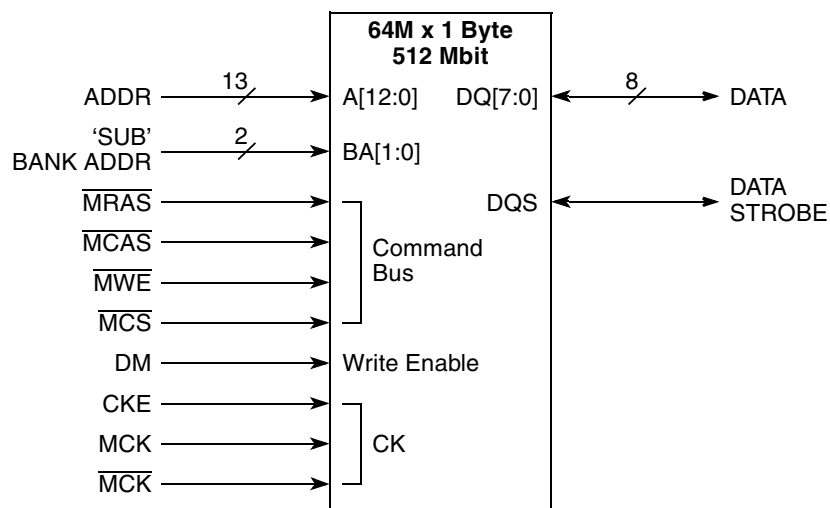 64M x 1 Byte
512 Mbit
ADDR 13 A[12:0] DQ[7:0] 8 DATA
‘SUB’
BANK ADDR 2 BA[1:0]
MRAS DQS DATA
STROBE
MCAS
Command
Bus
MWE
MCS
DM Write Enable
CKE
MCK CK
MCK